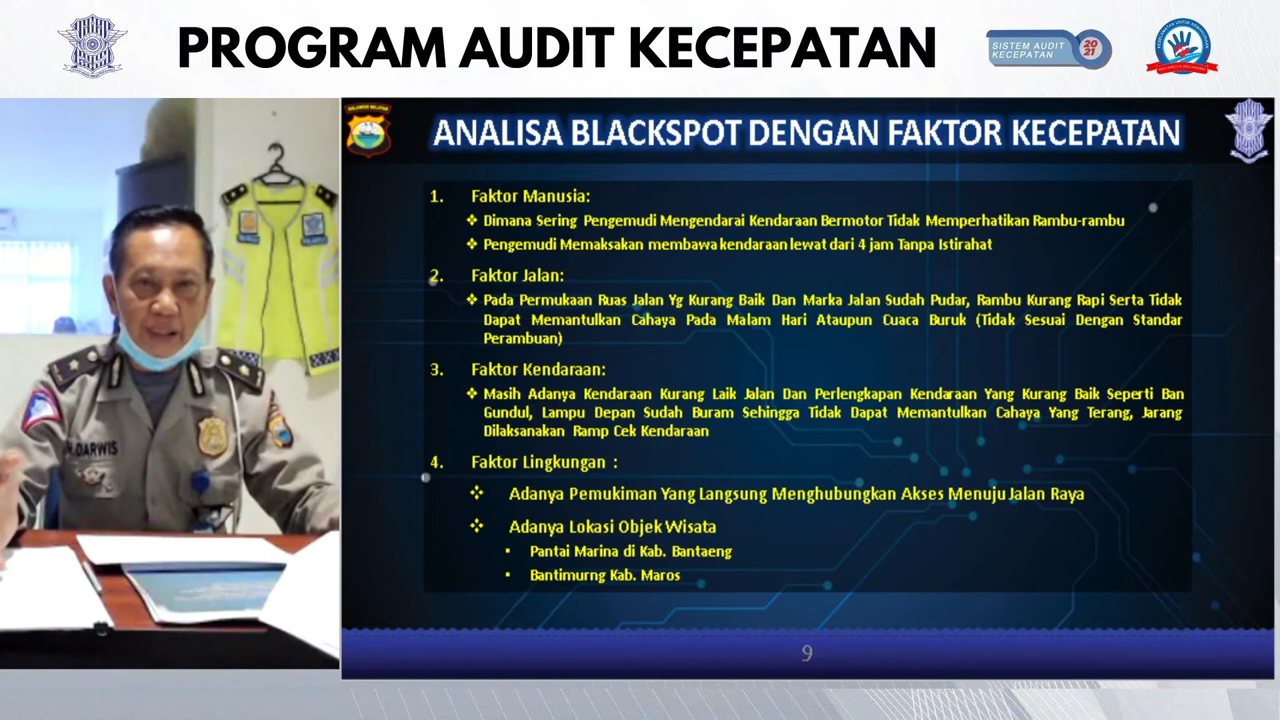 PROGRAM AUDIT KECEPATAN
SISTEM AUDIT
KECEPATAN
20
21
SULAWESI SELATAN
ANALISA BLACKSPOT DENGAN FAKTOR KECEPATAN
1. Faktor Manusia:
❖ Dimana Sering Pengemudi Mengendarai Kendaraan Bermotor Tidak Memperhatikan Rambu-rambu
❖ Pengemudi Memaksakan membawa kendaraan lewat dari 4 jam Tanpa Istirahat
2. Faktor Jalan:
❖ Pada Permukaan Ruas Jalan Yg Kurang Baik Dan Marka Jalan Sudah Pudar, Rambu Kurang Rapi Serta Tidak
Dapat Memantulkan Cahaya Pada Malam Hari Ataupun Cuaca Buruk (Tidak Sesuai Dengan Standar
Perambuan)
3. Faktor Kendaraan:
❖ Masih Adanya Kendaraan Kurang Laik Jalan Dan Perlengkapan Kendaraan Yang Kurang Baik Seperti Ban
Gundul, Lampu Depan Sudah Buram Sehingga Tidak Dapat Memantulkan Cahaya Yang Terang, Jarang
Dilaksanakan Ramp Cek Kendaraan
4. Faktor Lingkungan :
❖ Adanya Pemukiman Yang Langsung Menghubungkan Akses Menuju Jalan Raya
❖ Adanya Lokasi Objek Wisata
▪ Pantai Marina di Kab. Bantaeng
▪ Bantimurng Kab. Maros
9
DARWIS